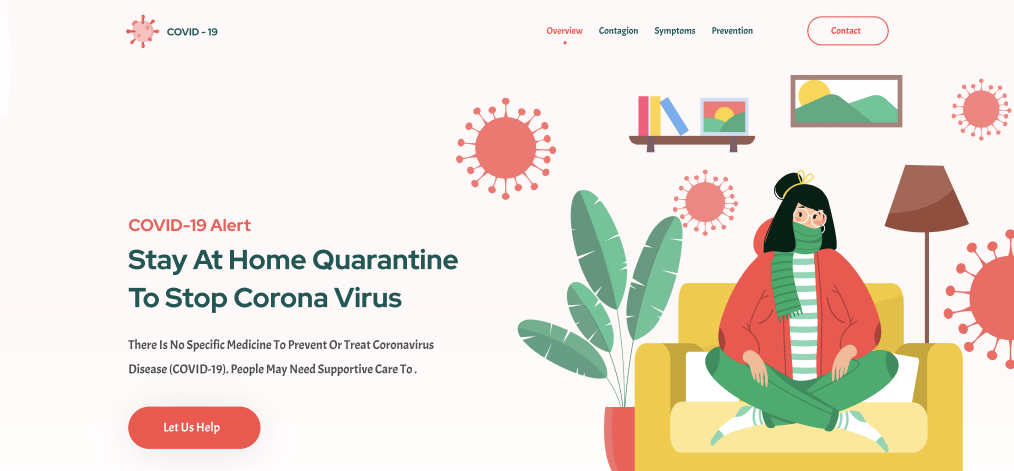 COVID - 19
Overview
Contagion
Symptoms
Prevention
Contact
COVID-19 Alert
Stay At Home Quarantine
To Stop Corona Virus
There Is No Specific Medicine To Prevent Or Treat Coronavirus
Disease (COVID-19). People May Need Supportive Care To .
Let Us Help